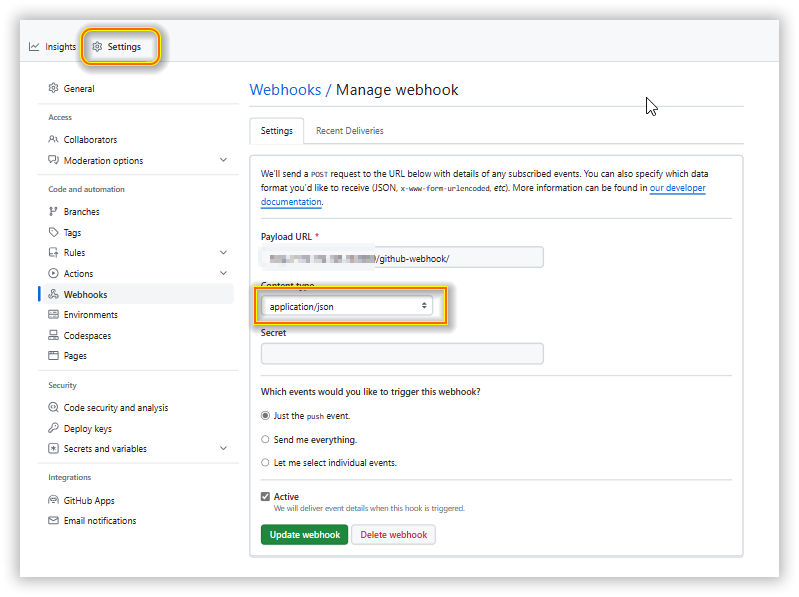 Insights Settings
General
Access
Collaborators
Moderation options
Code and automation
Branches
Tags
Rules
Actions
Webhooks
Environments
Codespaces
Pages
Security
Code security and analysis
Deploy keys
Secrets and variables
Integrations
GitHub Apps
Email notifications
Webhooks / Manage webhook
Settings Recent Deliveries
We'll send a POST request to the URL below with details of any subscribed events. You can also specify which data
format you'd like to receive (JSON, x-www-form-urlencoded, etc). More information can be found in our developer
documentation.
Payload URL *
/github-webhook/
Content type
application/json
Secret
Which events would you like to trigger this webhook?
Just the push event.
Send me everything.
Let me select individual events.
Active
We will deliver event details when this hook is triggered.
Update webhook Delete webhook